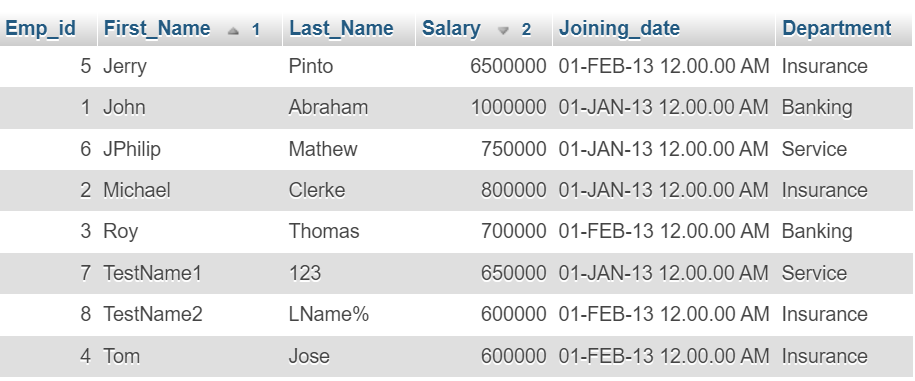 Emp_id First_Name 1 Last_Name Salary 2 Joining_date Department
5 Jerry Pinto 6500000 01-FEB-13 12.00.00 AM Insurance
1 John Abraham 1000000 01-JAN-13 12.00.00 AM Banking
6 JPhilip Mathew 750000 01-JAN-13 12.00.00 AM Service
2 Michael Clerke 800000 01-JAN-13 12.00.00 AM Insurance
3 Roy Thomas 700000 01-FEB-13 12.00.00 AM Banking
7 TestName1 123 650000 01-JAN-13 12.00.00 AM Service
8 TestName2 LName% 600000 01-FEB-13 12.00.00 AM Insurance
4 Tom Jose 600000 01-FEB-13 12.00.00 AM Insurance